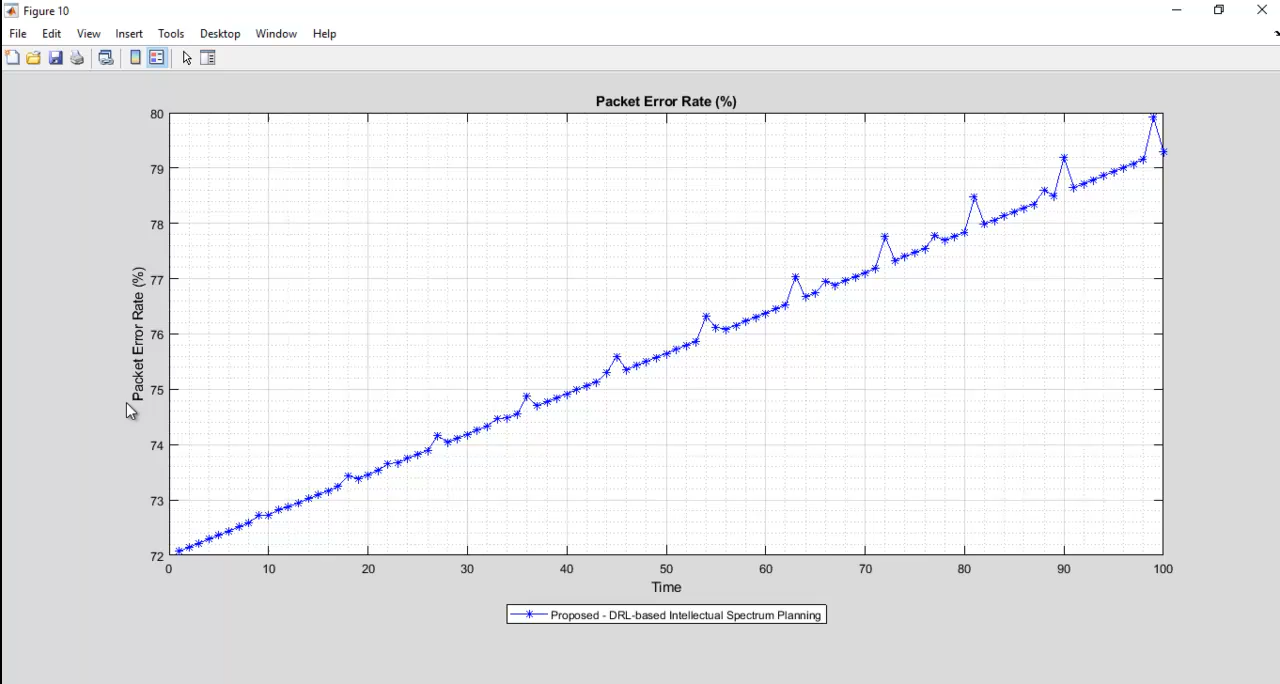 Figure 10
File Edit View Insert Tools Desktop Window Help
Packet Error Rate (%)
80
79
78
77
76
75
74
73
72
Packet Error Rate (%)
0 10 20 30 40 50 60 70 80 90 100
Time
Proposed - DRL-based Intellectual Spectrum Planning